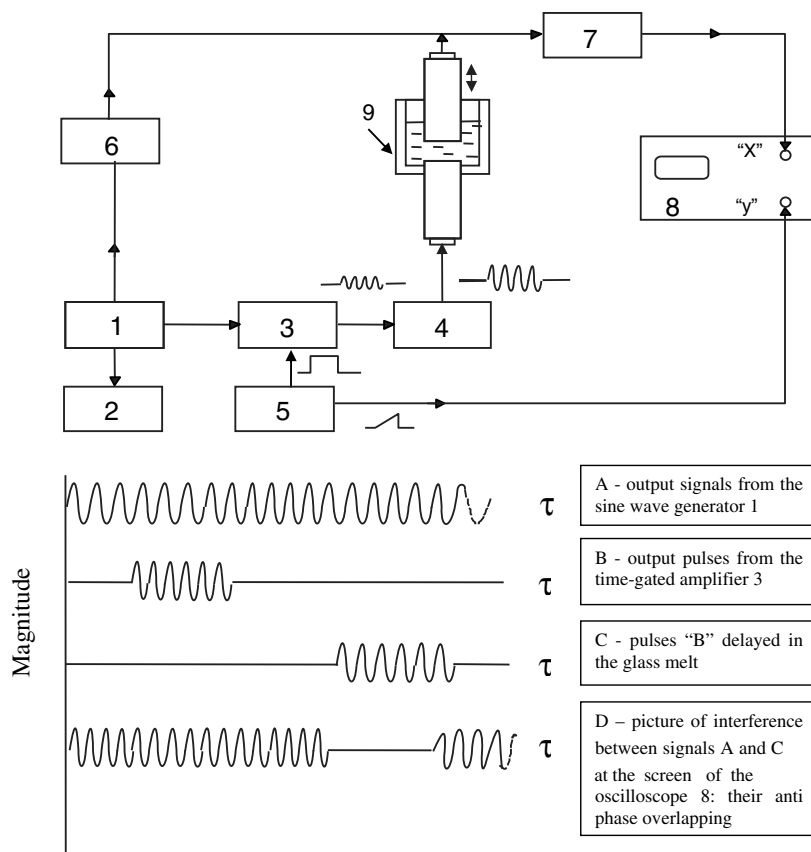 7
9
6
“X”
8
“y”
1
3
4
2
5
Magnitude
τ
A - output signals from the
sine wave generator 1
τ
B - output pulses from the
time-gated amplifier 3
τ
C - pulses “B” delayed in
the glass melt
τ
D – picture of interference
between signals A and C
at the screen of the
oscilloscope 8: their anti
phase overlapping